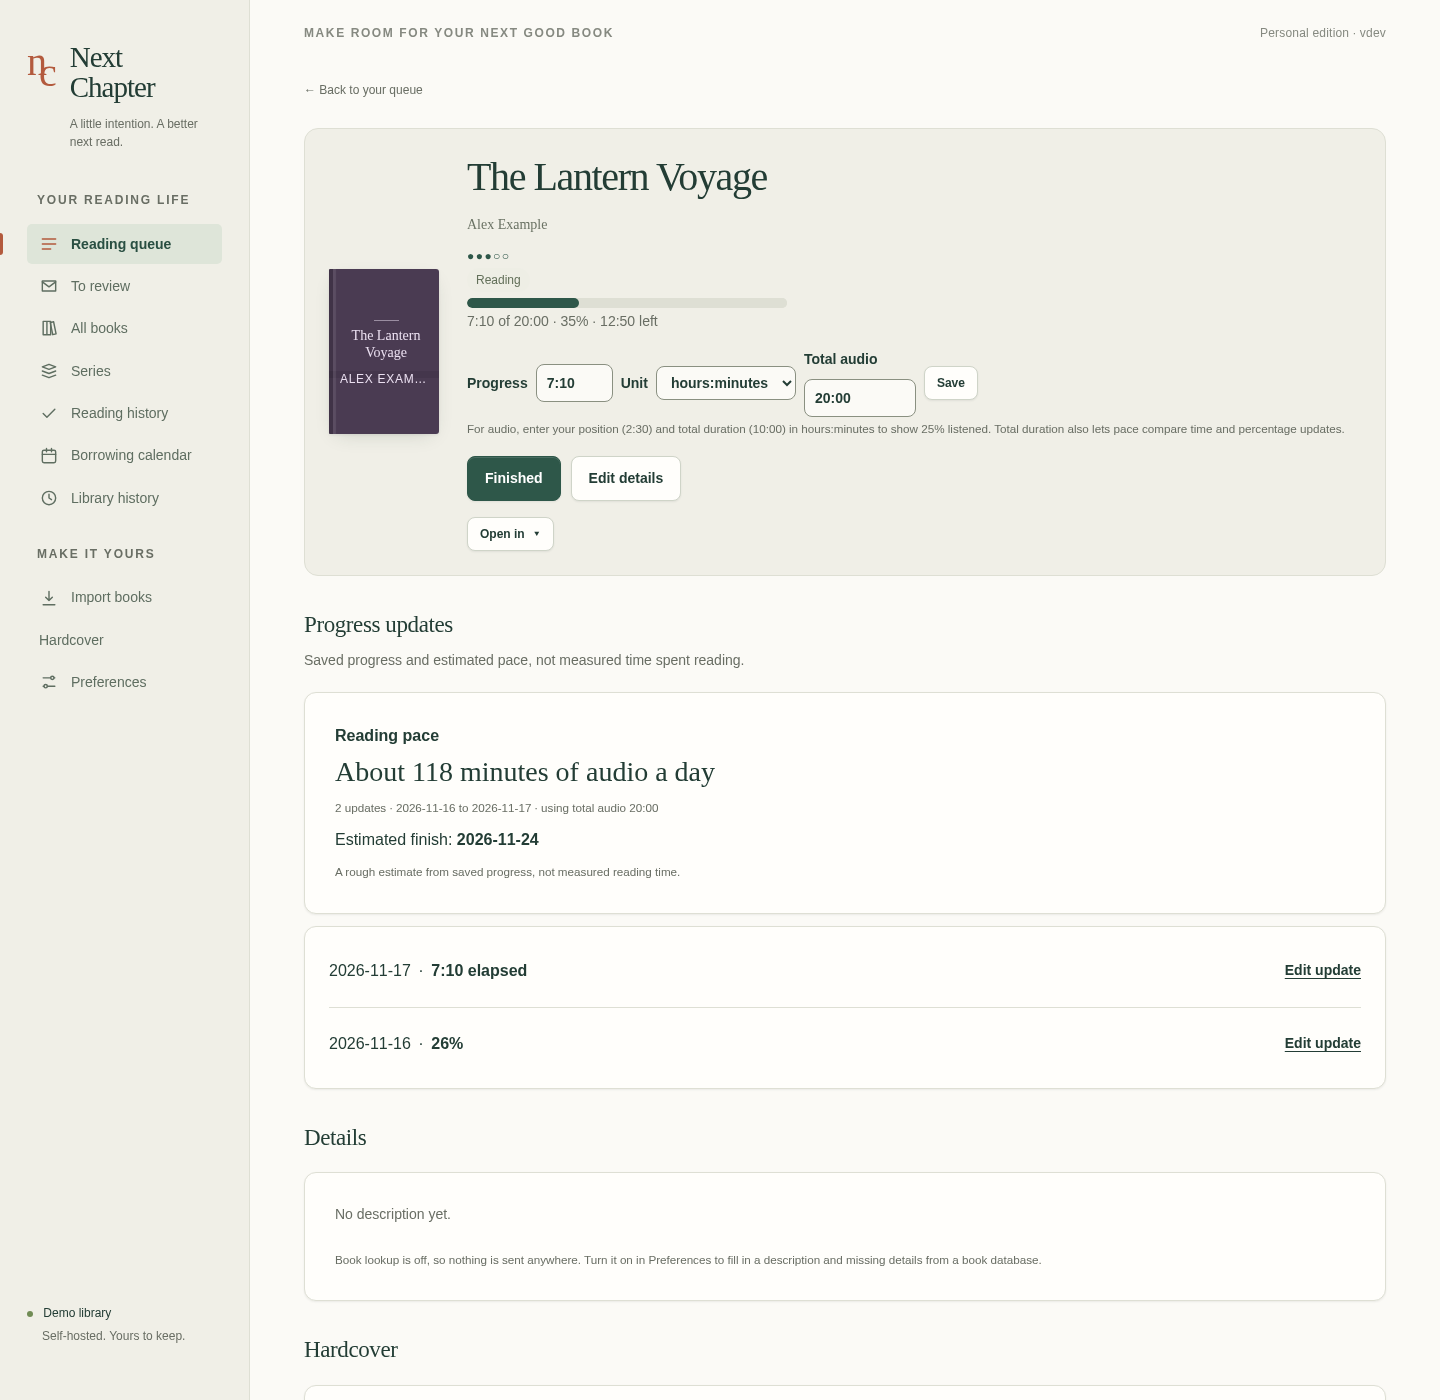 nc
Next
Chapter
A little intention. A better
next read.
YOUR READING LIFE
Reading queue
To review
All books
Series
Reading history
Borrowing calendar
Library history
MAKE IT YOURS
Import books
Hardcover
Preferences
Demo library
Self-hosted. Yours to keep.
MAKE ROOM FOR YOUR NEXT GOOD BOOK
Personal edition · vdev
← Back to your queue
The Lantern
Voyage
ALEX EXAM...
The Lantern Voyage
Alex Example
●●●○○
Reading
7:10 of 20:00 · 35% · 12:50 left
Progress 7:10 Unit hours:minutes Total audio 20:00 Save
For audio, enter your position (2:30) and total duration (10:00) in hours:minutes to show 25% listened. Total duration also lets pace compare time and percentage updates.
Finished Edit details
Open in ▾
Progress updates
Saved progress and estimated pace, not measured time spent reading.
Reading pace
About 118 minutes of audio a day
2 updates · 2026-11-16 to 2026-11-17 · using total audio 20:00
Estimated finish: 2026-11-24
A rough estimate from saved progress, not measured reading time.
2026-11-17 · 7:10 elapsed Edit update
2026-11-16 · 26% Edit update
Details
No description yet.
Book lookup is off, so nothing is sent anywhere. Turn it on in Preferences to fill in a description and missing details from a book database.
Hardcover